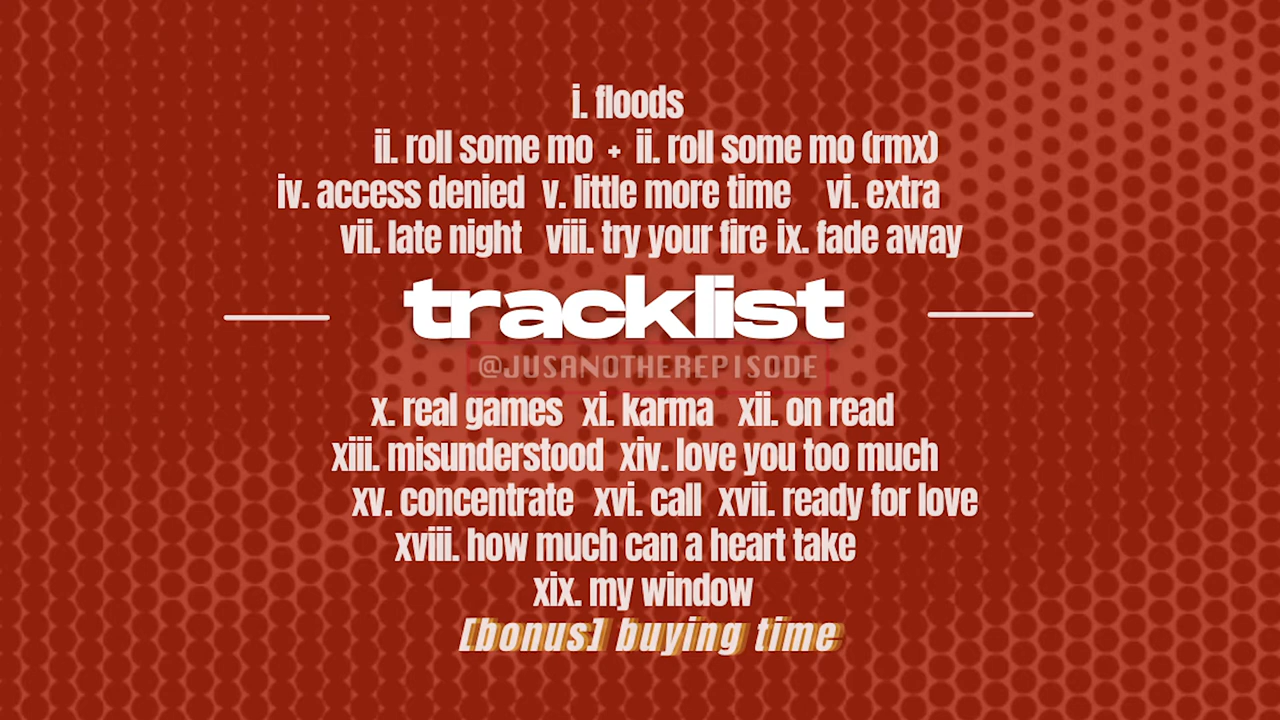 i. floods
ii. roll some mo + ii. roll some mo (rmx)
iv. access denied v. little more time vi. extra
vii. late night viii. try your fire ix. fade away
tracklist
@JUSANOTHEREPISODE
x. real games xi. karma xii. on read
xiii. misunderstood xiv. love you too much
xv. concentrate xvi. call xvii. ready for love
xviii. how much can a heart take
xix. my window
[bonus] buying time